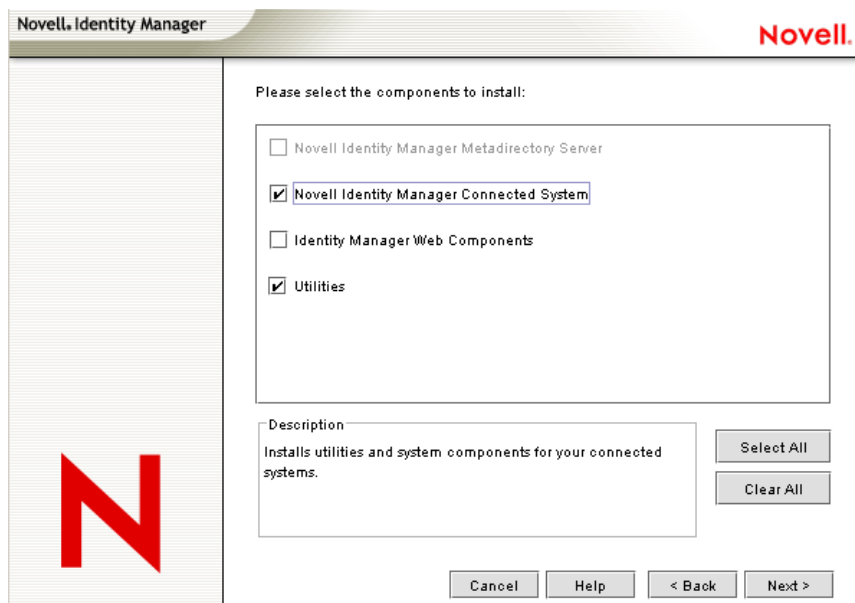 Novell. Identity Manager
Novell.
Please select the components to install:
Novell Identity Manager Metadirectory Server
Novell Identity Manager Connected System
Identity Manager Web Components
Utilities
Description
Installs utilities and system components for your connected
systems.
Select All
Clear All
N
Cancel
Help
< Back
Next >